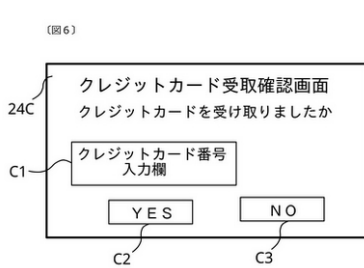 〔図６〕
クレジットカード受取確認画面
24C
クレジットカードを受け取りましたか
クレジットカード番号
入力欄
C1
YES
NO
C2
C3